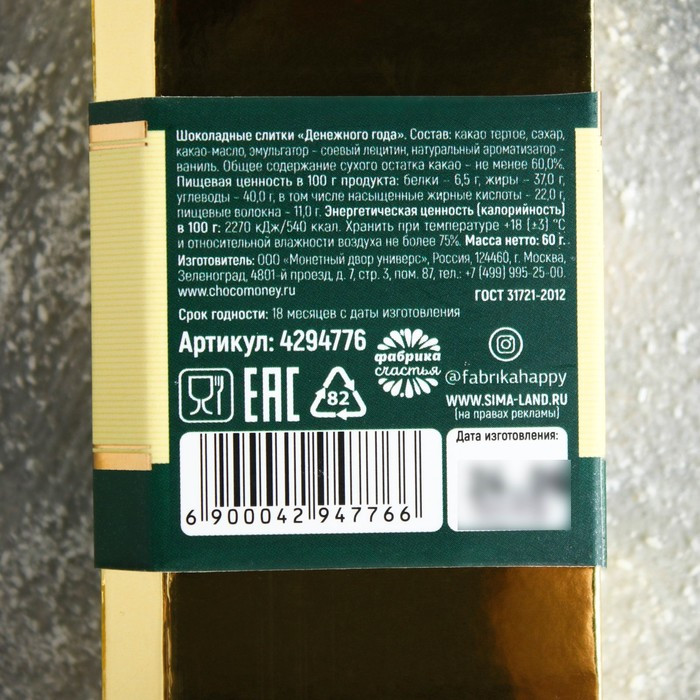 Шоколадные слитки «Денежного года». Состав: какао тертое, сахар,
какао-масло, эмульгатор - соевый лецитин, натуральный ароматизатор -
ваниль. Общее содержание сухого остатка какао - не менее 60,0%.
Пищевая ценность в 100 г продукта: белки - 6,5 г, жиры - 37,0 г,
углеводы - 40,0 г, в том числе насыщенные жирные кислоты - 22,0 г,
пищевые волокна - 11,0 г. Энергетическая ценность (калорийность)
в 100 г: 2270 кДж/540 ккал. Хранить при температуре +18 (±3) °С
и относительной влажности воздуха не более 75%. Масса нетто: 60 г.
Изготовитель: ООО «Монетный двор универс», Россия, 124460, г. Москва,
Зеленоград, 4801-й проезд, д. 7, стр. 3, пом. 87, тел.: +7 (499) 995-25-00.
www.chocomoney.ru
ГОСТ 31721-2012
Срок годности: 18 месяцев с даты изготовления
Артикул: 4294776
фабрика
счастья
@fabrikahappy
WWW.SIMA-LAND.RU
(на правах рекламы)
EAC
82
Дата изготовления:
6 900042 947766